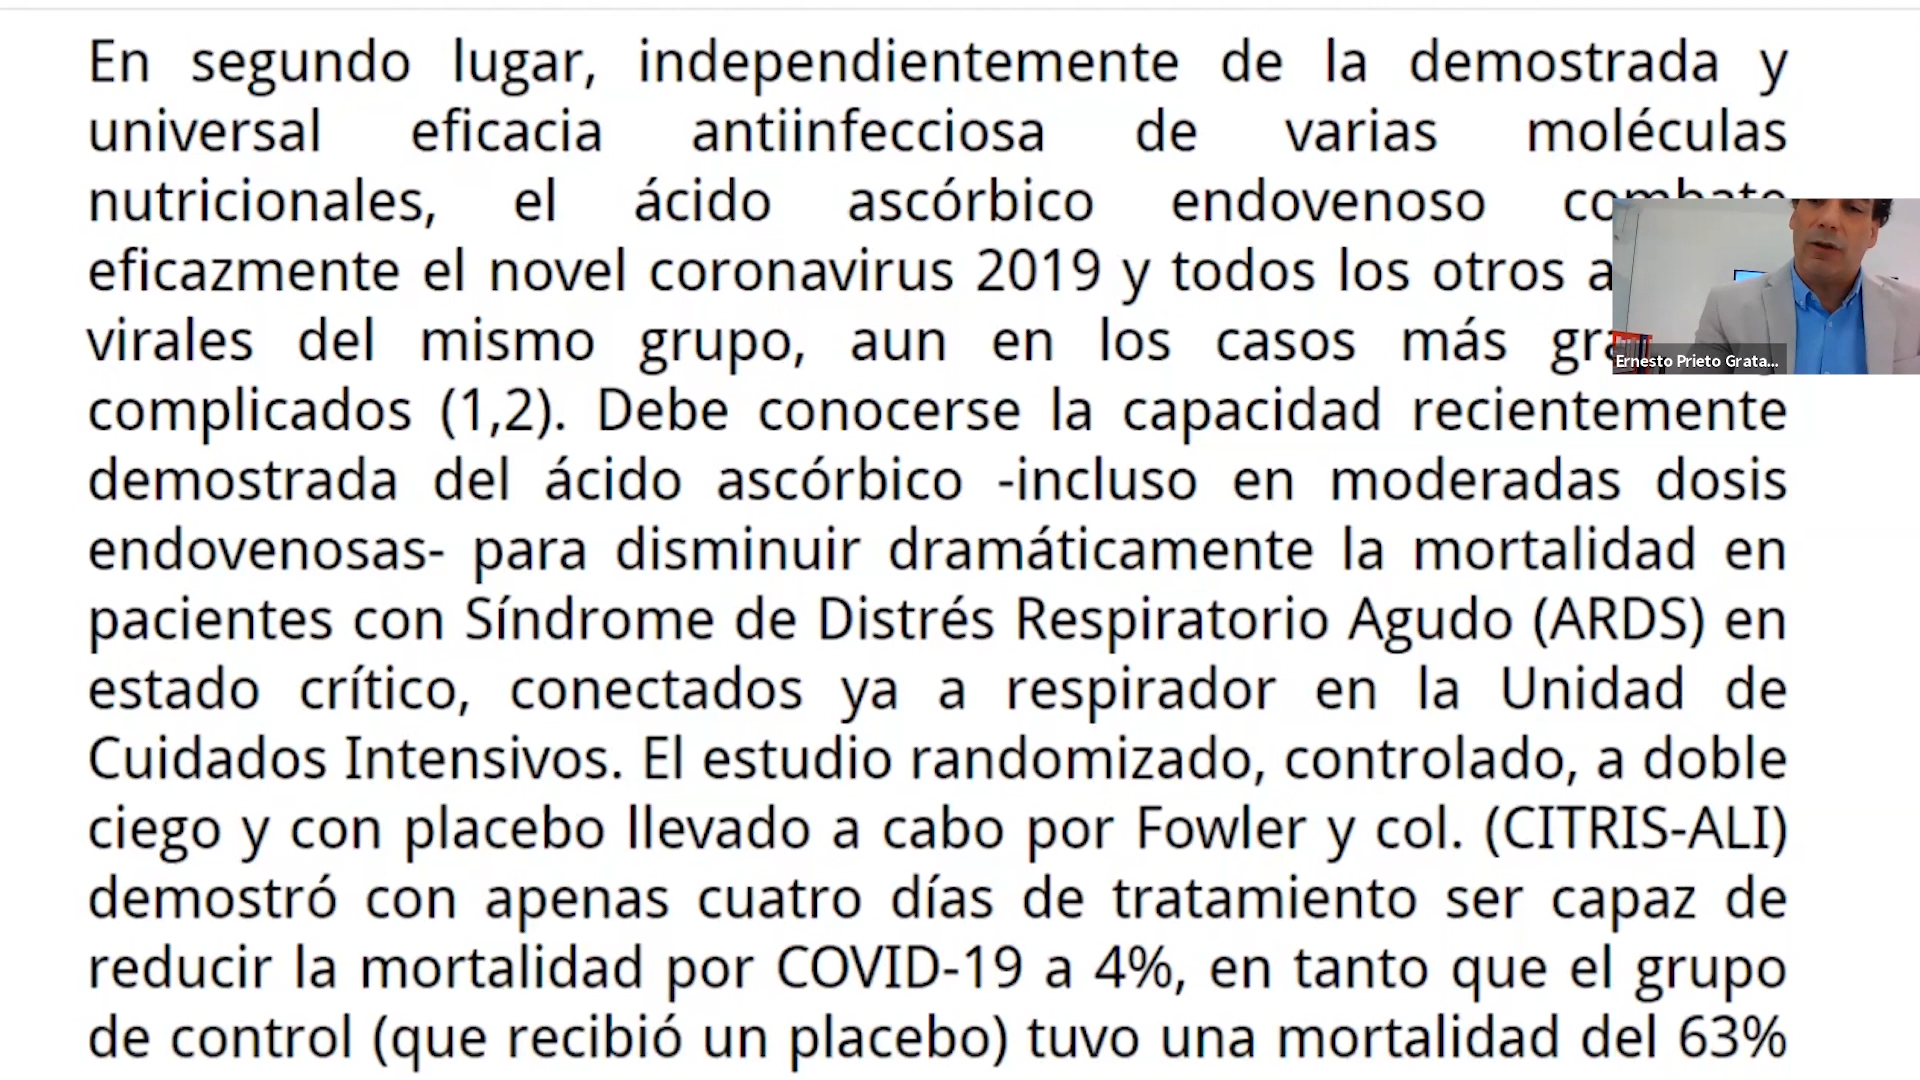 En segundo lugar, independientemente de la demostrada y
universal eficacia antiinfecciosa de varias moléculas
nutricionales, el ácido ascórbico endovenoso combate
eficazmente el novel coronavirus 2019 y todos los otros
virales del mismo grupo, aun en los casos más
complicados (1,2). Debe conocerse la capacidad recientemente
demostrada del ácido ascórbico -incluso en moderadas dosis
endovenosas- para disminuir dramáticamente la mortalidad en
pacientes con Síndrome de Distrés Respiratorio Agudo (ARDS) en
estado crítico, conectados ya a respirador en la Unidad de
Cuidados Intensivos. El estudio randomizado, controlado, a doble
ciego y con placebo llevado a cabo por Fowler y col. (CITRIS-ALI)
demostró con apenas cuatro días de tratamiento ser capaz de
reducir la mortalidad por COVID-19 a 4%, en tanto que el grupo
de control (que recibió un placebo) tuvo una mortalidad del 63%
Ernesto Prieto Grata...